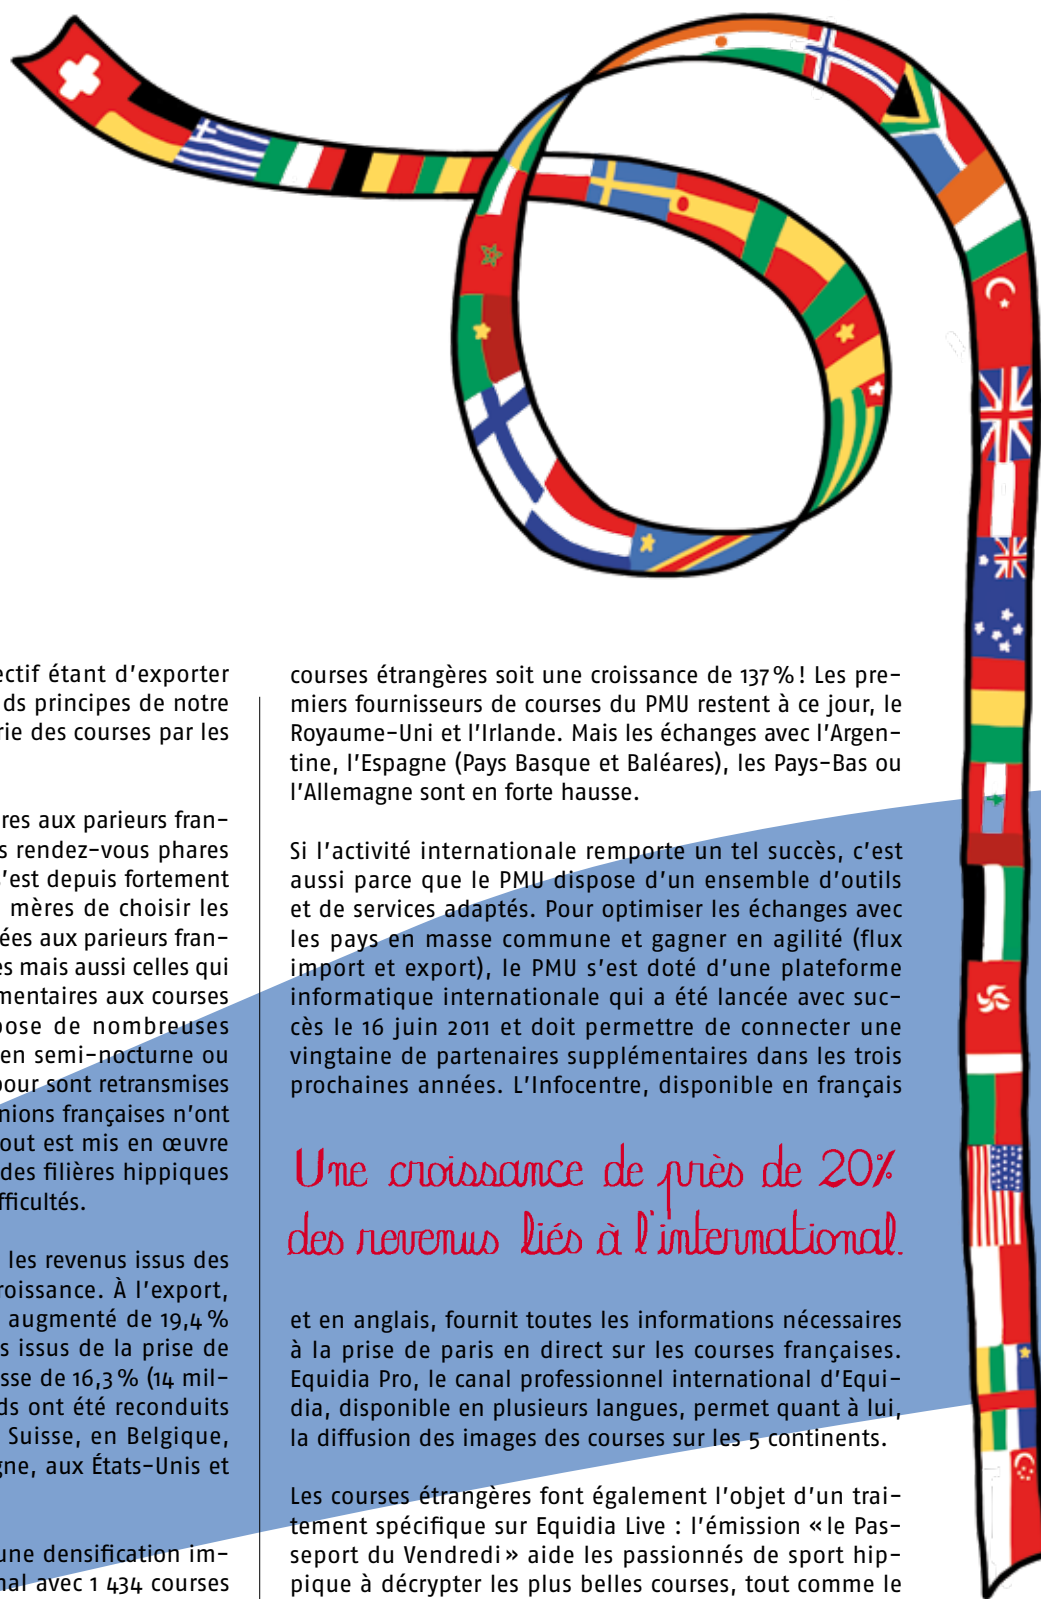 ectif étant d'exporter
ds principes de notre
rie des courses par les
res aux parieurs fran-
s rendez-vous phares
s'est depuis fortement
mères de choisir les
ées aux parieurs fran-
es mais aussi celles qui
mentaires aux courses
pose de nombreuses
en semi-nocturne ou
pour sont retransmises
nions françaises n'ont
tout est mis en œuvre
des filières hippiques
fficultés.
les revenus issus des
roissance. À l'export,
augmenté de 19,4 %
s issus de la prise de
sse de 16,3 % (14 mil-
ds ont été reconduits
Suisse, en Belgique,
gne, aux États-Unis et
une densification im-
nal avec 1 434 courses
courses étrangères soit une croissance de 137 % ! Les pre-
miers fournisseurs de courses du PMU restent à ce jour, le
Royaume-Uni et l'Irlande. Mais les échanges avec l'Argen-
tine, l'Espagne (Pays Basque et Baléares), les Pays-Bas ou
l'Allemagne sont en forte hausse.
Si l'activité internationale remporte un tel succès, c'est
aussi parce que le PMU dispose d'un ensemble d'outils
et de services adaptés. Pour optimiser les échanges avec
les pays en masse commune et gagner en agilité (flux
import et export), le PMU s'est doté d'une plateforme
informatique internationale qui a été lancée avec suc-
cès le 16 juin 2011 et doit permettre de connecter une
vingtaine de partenaires supplémentaires dans les trois
prochaines années. L'Infocentre, disponible en français
Une croissance de près de 20%
des revenus liés à l'international.
et en anglais, fournit toutes les informations nécessaires
à la prise de paris en direct sur les courses françaises.
Equidia Pro, le canal professionnel international d'Equi-
dia, disponible en plusieurs langues, permet quant à lui,
la diffusion des images des courses sur les 5 continents.
Les courses étrangères font également l'objet d'un trai-
tement spécifique sur Equidia Live : l'émission « le Pas-
seport du Vendredi » aide les passionnés de sport hip-
pique à décrypter les plus belles courses, tout comme le